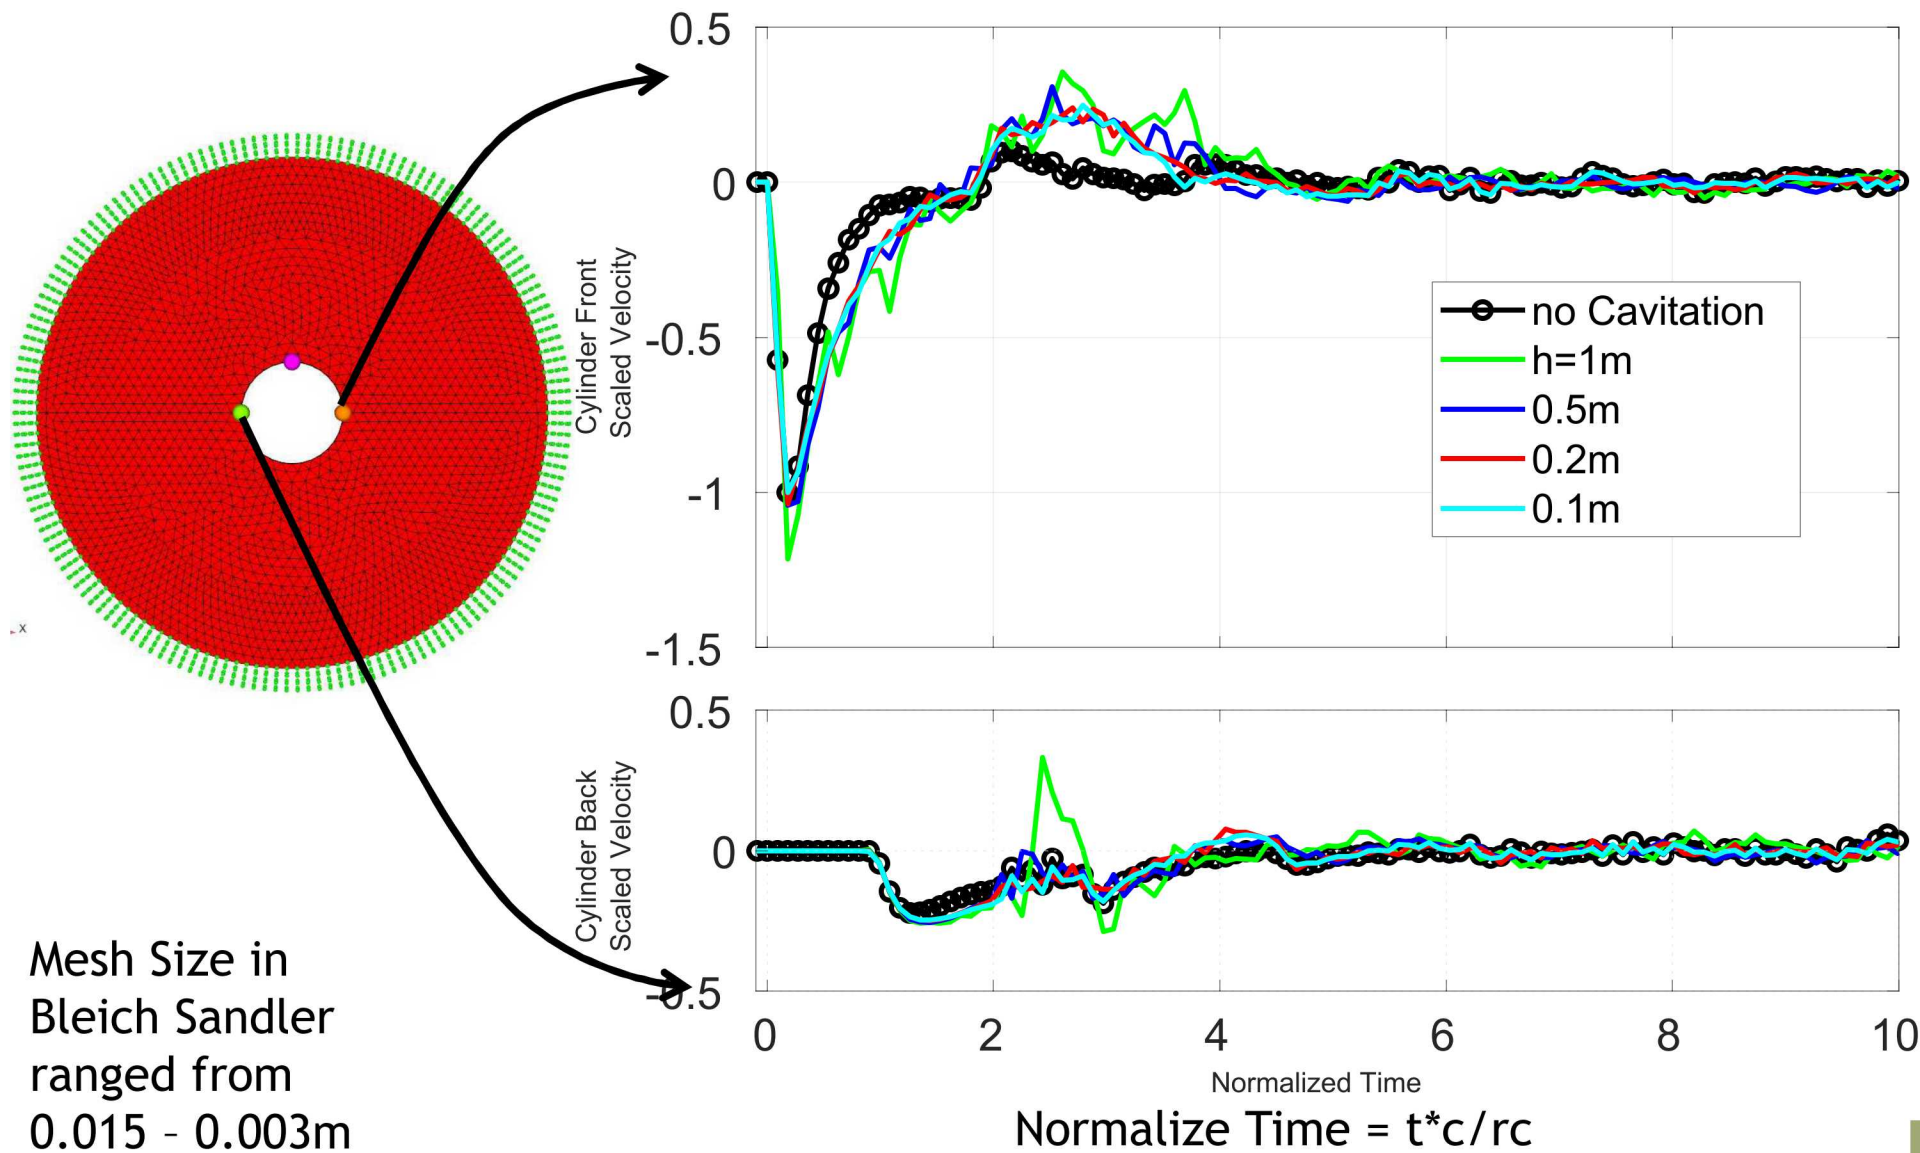 0.5
0
-0.5
-1
-1.5
Cylinder Front
Scaled Velocity
no Cavitation
h=1m
0.5m
0.2m
0.1m
x
0.5
0
-0.5
Cylinder Back
Scaled Velocity
0 2 4 6 8 10
Normalized Time
Normalize Time = t*c/rc
Mesh Size in
Bleich Sandler
ranged from
0.015 – 0.003m